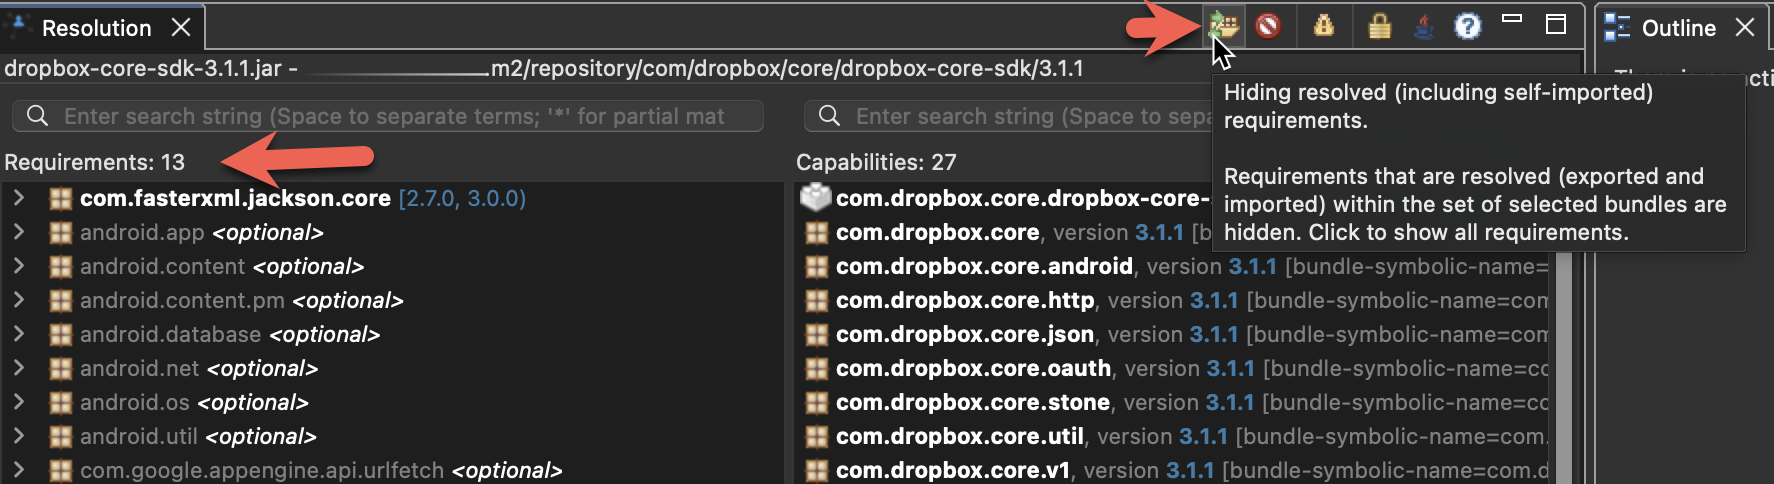 Resolution
Outline
dropbox-core-sdk-3.1.1.jar - .m2/repository/com/dropbox/core/dropbox-core-sdk/3.1.1
Enter search string (Space to separate terms; '*' for partial mat
Enter search string (Space to sepa
Hiding resolved (including self-imported)
requirements.
Requirements that are resolved (exported and
imported) within the set of selected bundles are
hidden. Click to show all requirements.
Requirements: 13
com.fasterxml.jackson.core [2.7.0, 3.0.0)
android.app <optional>
android.content <optional>
android.content.pm <optional>
android.database <optional>
android.net <optional>
android.os <optional>
android.util <optional>
com.google.appengine.api.urlfetch <optional>
Capabilities: 27
com.dropbox.core.dropbox-core-
com.dropbox.core, version 3.1.1 [b
com.dropbox.core.android, version 3.1.1 [bundle-symbolic-name=
com.dropbox.core.http, version 3.1.1 [bundle-symbolic-name=com
com.dropbox.core.json, version 3.1.1 [bundle-symbolic-name=com
com.dropbox.core.oauth, version 3.1.1 [bundle-symbolic-name=cc
com.dropbox.core.stone, version 3.1.1 [bundle-symbolic-name=cc
com.dropbox.core.util, version 3.1.1 [bundle-symbolic-name=com.
com.dropbox.core.v1, version 3.1.1 [bundle-symbolic-name=com.d